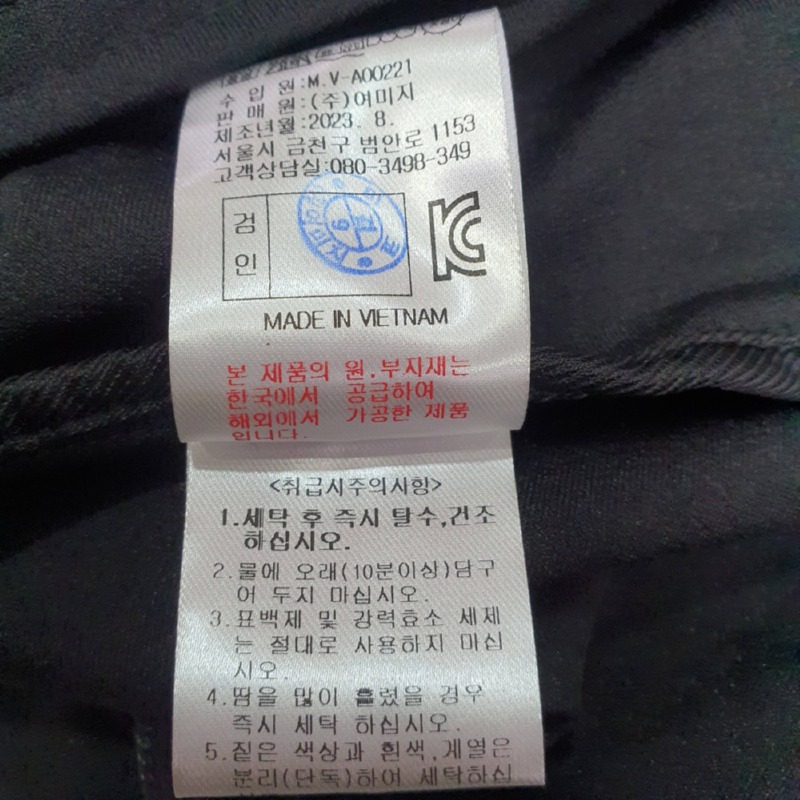 수 입 원:M.V-A00221
판 매 원:(주)여미지
제조년월:2023. 8.
서울시 금천구 범안로 1153
고객상담실:080-3498-349
검
인
여미지
MADE IN VIETNAM
본 제품의 원.부자재는
한국에서 공급하여
해외에서 가공한 제품
입니다.
<취급시주의사항>
1.세탁 후 즉시 탈수,건조
하십시오.
2.물에 오래(10분이상)담구
어 두지 마십시오.
3.표백제 및 강력효소 세제
는 절대로 사용하지 마십
시오.
4.땀을 많이 흘렸을 경우
즉시 세탁 하십시오.
5.짙은 색상과 흰색,계열은
분리(단독)하여 세탁하십